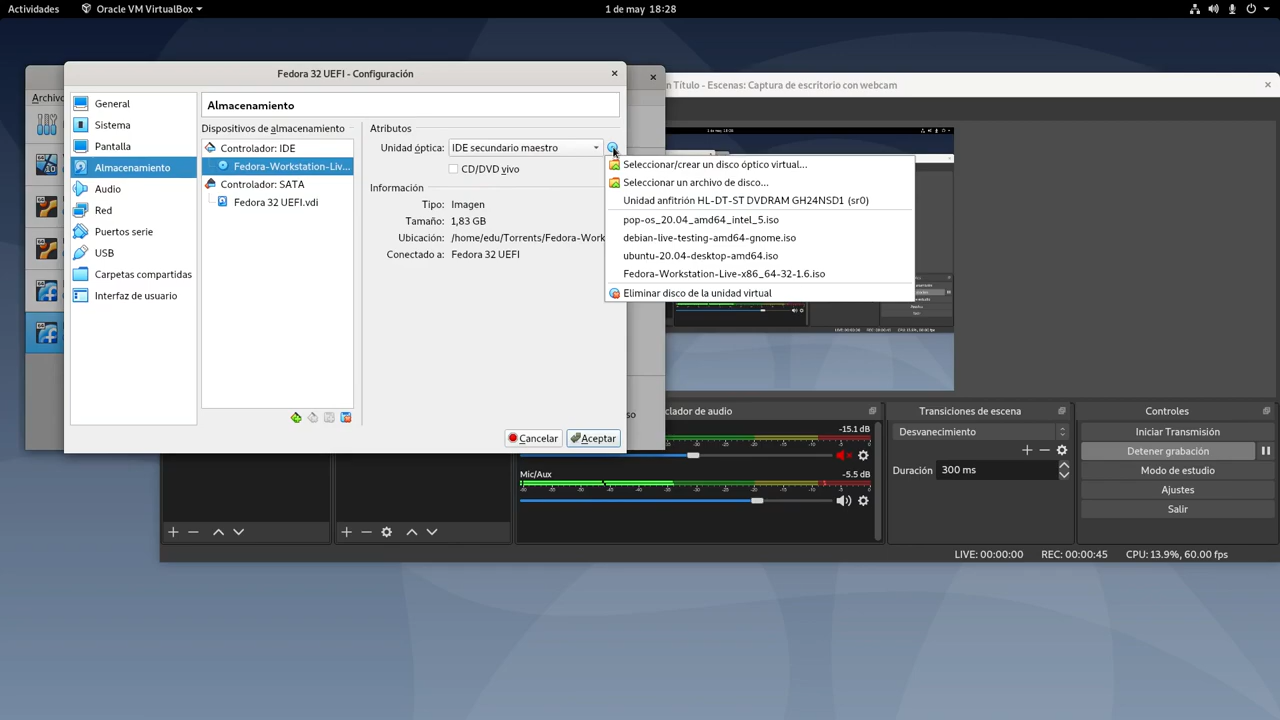 Actividades
Oracle VM VirtualBox
1 de may 18:28
Fedora 32 UEFI - Configuración
n Título - Escenas: Captura de escritorio con webcam
Archivo
General
Sistema
Pantalla
Almacenamiento
Audio
Red
Puertos serie
USB
Carpetas compartidas
Interfaz de usuario
Almacenamiento
Dispositivos de almacenamiento
Controlador: IDE
Fedora-Workstation-Liv...
Controlador: SATA
Fedora 32 UEFI.vdi
Atributos
Unidad óptica: IDE secundario maestro
CD/DVD vivo
Información
Tipo: Imagen
Tamaño: 1,83 GB
Ubicación: /home/edu/Torrents/Fedora-Work
Conectado a: Fedora 32 UEFI
Seleccionar/crear un disco óptico virtual...
Seleccionar un archivo de disco...
Unidad anfitrión HL-DT-ST DVDRAM GH24NSD1 (sr0)
pop-os_20.04_amd64_intel_5.iso
debian-live-testing-amd64-gnome.iso
ubuntu-20.04-desktop-amd64.iso
Fedora-Workstation-Live-x86_64-32-1.6.iso
Eliminar disco de la unidad virtual
Cancelar
Aceptar
so
clador de audio
-15.1 dB
Mic/Aux
-5.5 dB
Transiciones de escena
Desvanecimiento
Duración 300 ms
Controles
Iniciar Transmisión
Detener grabación
Modo de estudio
Ajustes
Salir
LIVE: 00:00:00
REC: 00:00:45
CPU: 13.9%, 60.00 fps